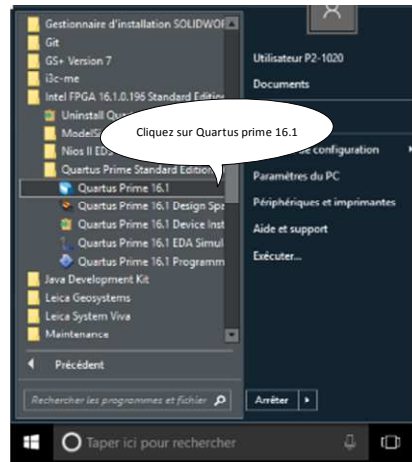 Gestionnaire d'installation SOLIDWO
Git
GS+ Version 7
i3c-me
Intel FPGA 16.1.0.196 Standard Edition
Uninstall Qua
ModelSi
Nios II EDS
Quartus Prime Standard Edition
Quartus Prime 16.1
Quartus Prime 16.1 Design Spa
Quartus Prime 16.1 Device Inst
Quartus Prime 16.1 EDA Simul
Quartus Prime 16.1 Programm
Java Development Kit
Leica Geosystems
Leica System Viva
Maintenance
Précédent
Rechercher les programmes et fichier
Cliquez sur Quartus prime 16.1
Utilisateur P2-1020
Documents
de configuration
Paramètres du PC
Périphériques et imprimantes
Aide et support
Exécuter...
Arrêter
Taper ici pour rechercher